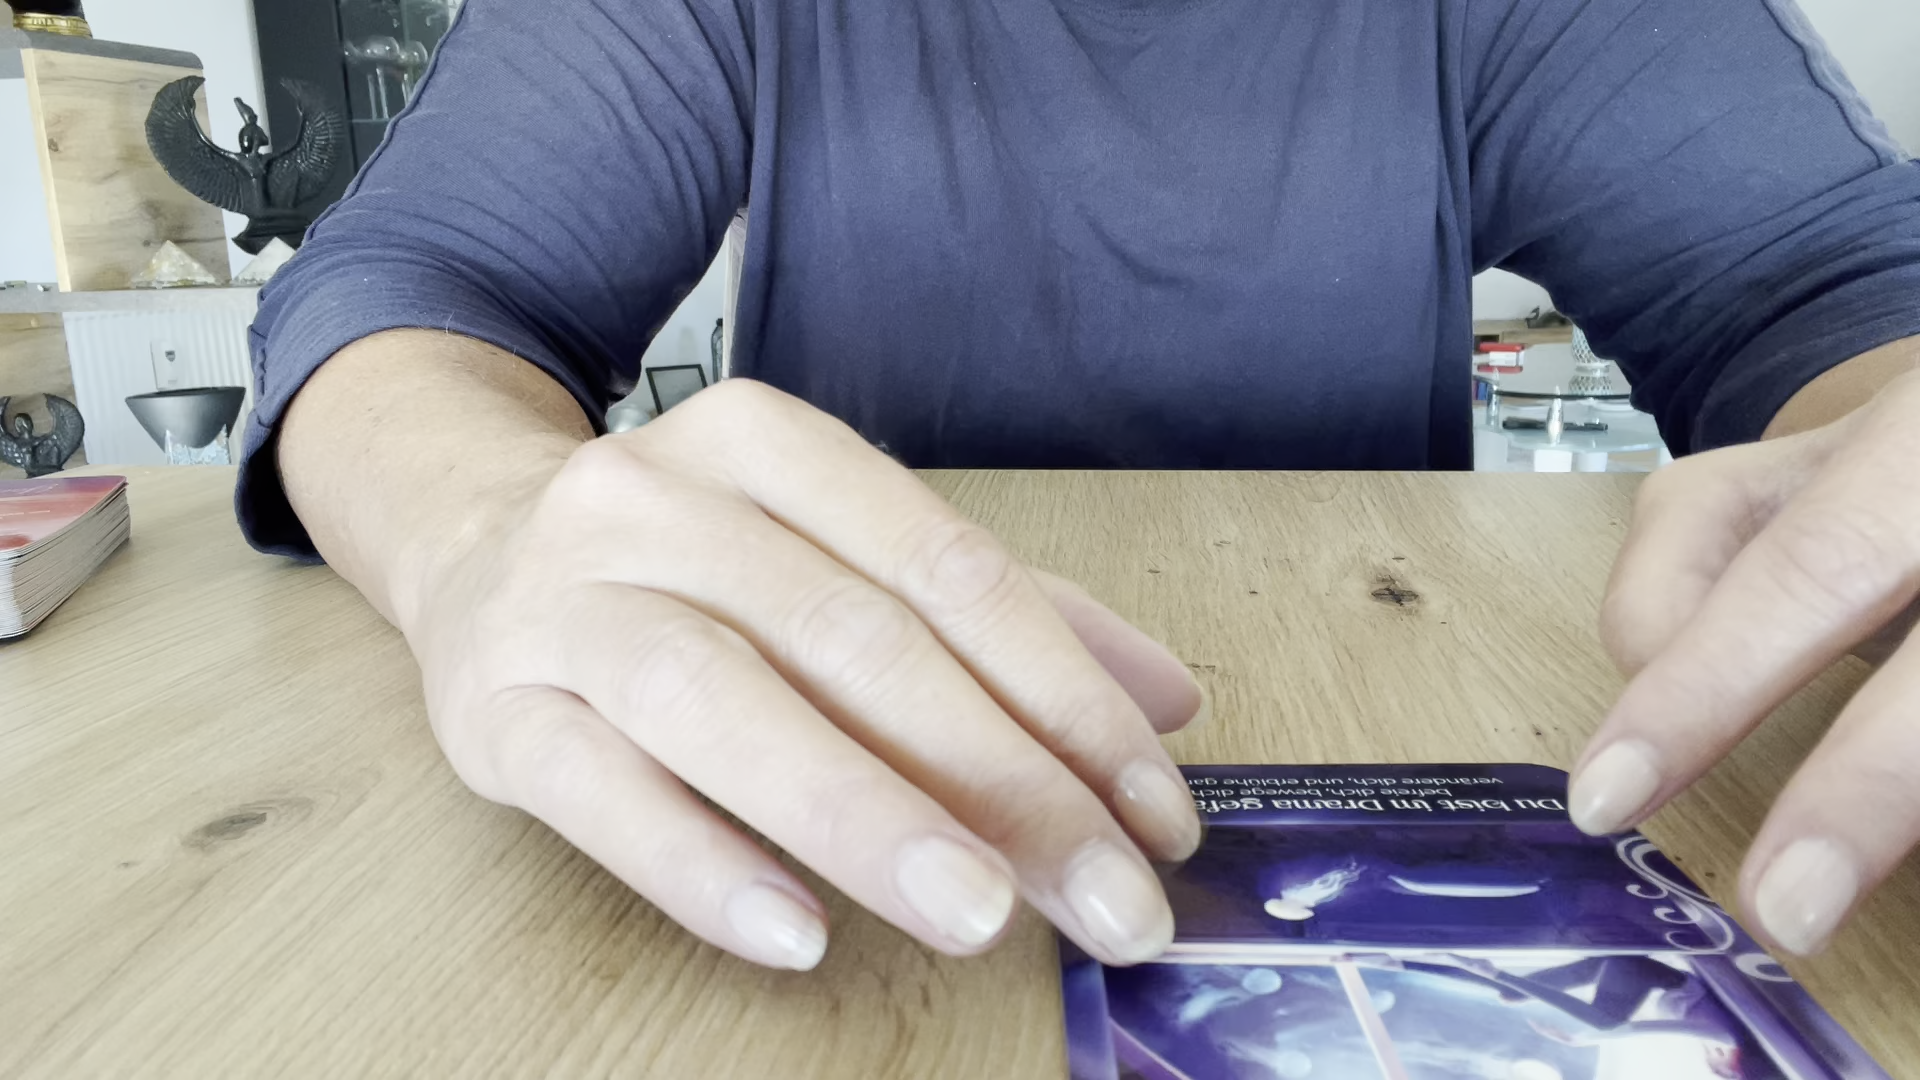 Du bist im Drama
befreie dich, bewege dich
verändere dich, und erblühe